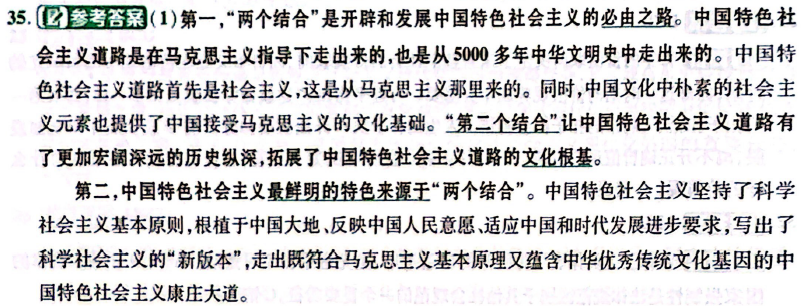 35.参考答案(1)第一,“两个结合”是开辟和发展中国特色社会主义的必由之路。中国特色社
会主义道路是在马克思主义指导下走出来的,也是从5000多年中华文明史中走出来的。中国特
色社会主义道路首先是社会主义,这是从马克思主义那里来的。同时,中国文化中朴素的社会主
义元素也提供了中国接受马克思主义的文化基础。“第二个结合”让中国特色社会主义道路有
了更加宏阔深远的历史纵深,拓展了中国特色社会主义道路的文化根基。
第二,中国特色社会主义最鲜明的特色来源于“两个结合”。中国特色社会主义坚持了科学
社会主义基本原则,根植于中国大地、反映中国人民意愿、适应中国和时代发展进步要求,写出了
科学社会主义的“新版本”,走出既符合马克思主义基本原理又蕴含中华优秀传统文化基因的中
国特色社会主义康庄大道。